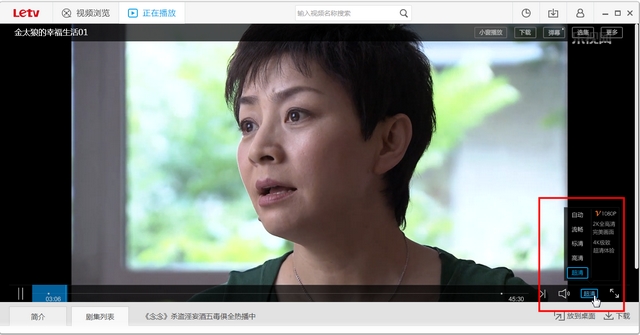 Letv
视频浏览
正在播放
输入视频名称搜索
金太狼的幸福生活01
小窗播放
下载
弹幕
选集
更多
自动
流畅
标清
高清
超清
1080P
2K全高清
完美画面
4K极致
超清体验
03:06
45:30
超清
简介
剧集列表
《念念》杀盗淫妄酒五毒俱全热播中
放到桌面
下载